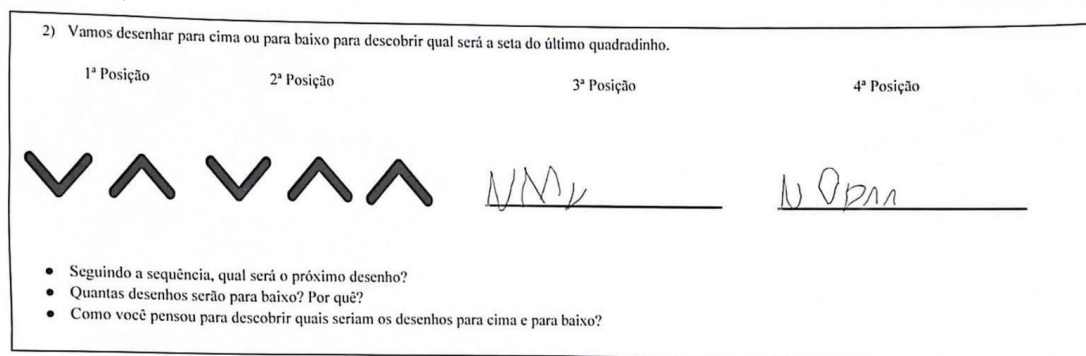 2) Vamos desenhar para cima ou para baixo para descobrir qual será a seta do último quadradinho.
1ª Posição 2ª Posição 3ª Posição 4ª Posição
• Seguindo a sequência, qual será o próximo desenho?
• Quantas desenhos serão para baixo? Por quê?
• Como você pensou para descobrir quais seriam os desenhos para cima e para baixo?